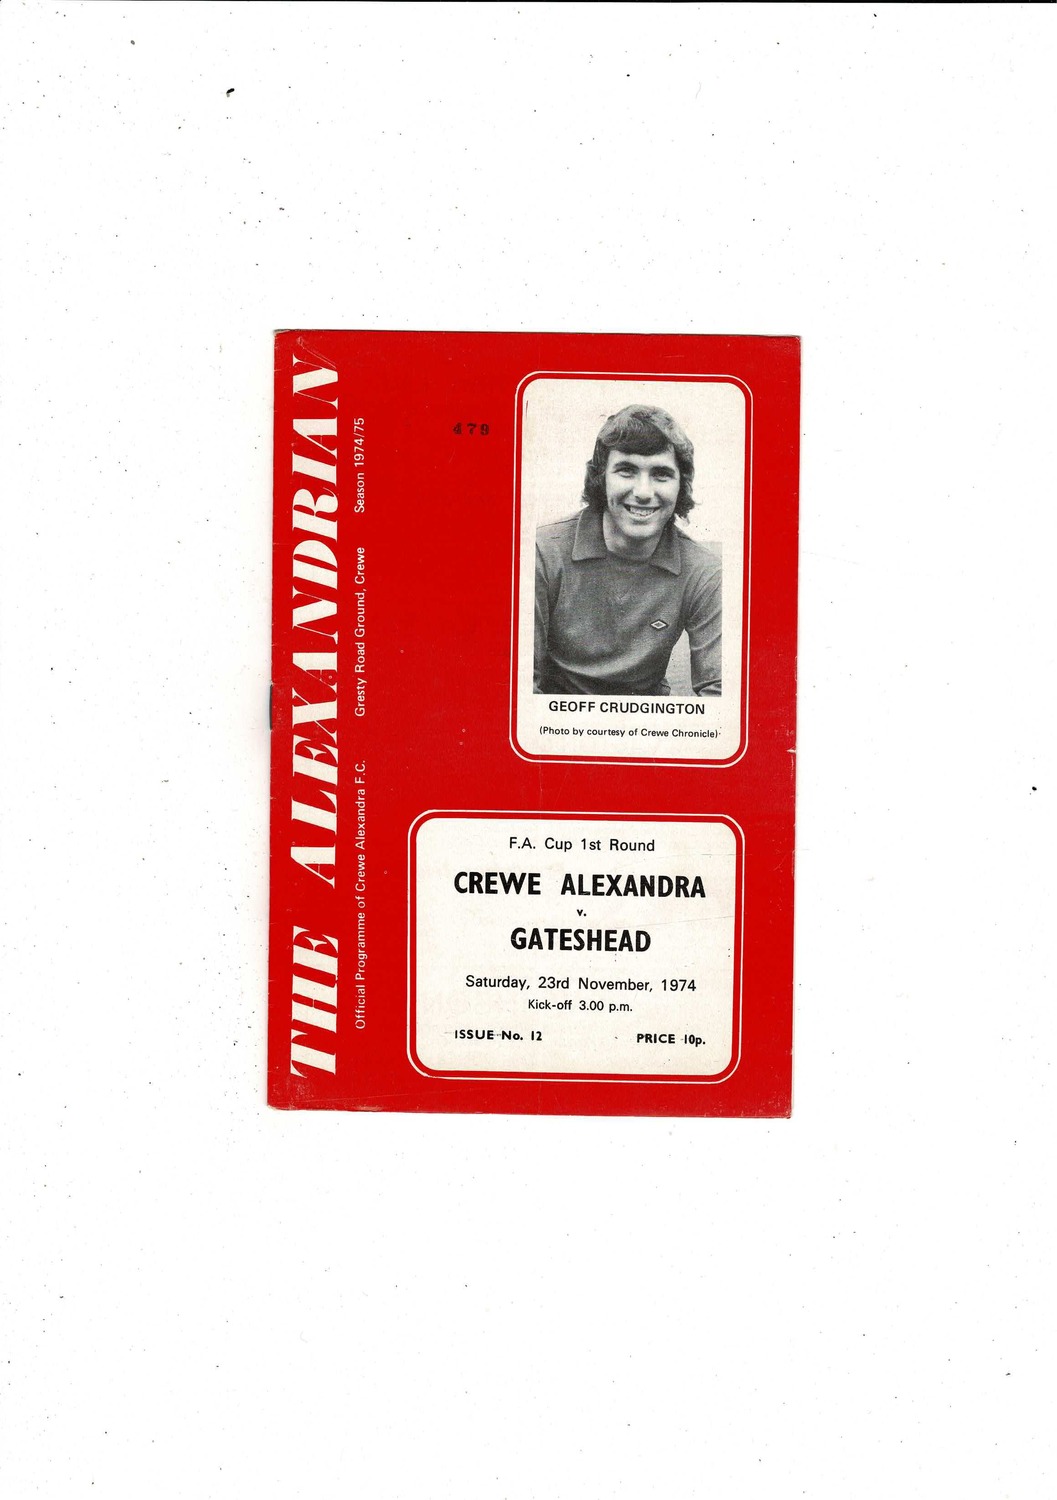 THE ALEXANDRIAN
Official Programme of Crewe Alexandra F.C. Gresty Road Ground, Crewe Season 1974/75
479
GEOFF CRUDGINGTON
(Photo by courtesy of Crewe Chronicle)
F.A. Cup 1st Round
CREWE ALEXANDRA
v.
GATESHEAD
Saturday, 23rd November, 1974
Kick-off 3.00 p.m.
ISSUE No. 12 PRICE 10p.